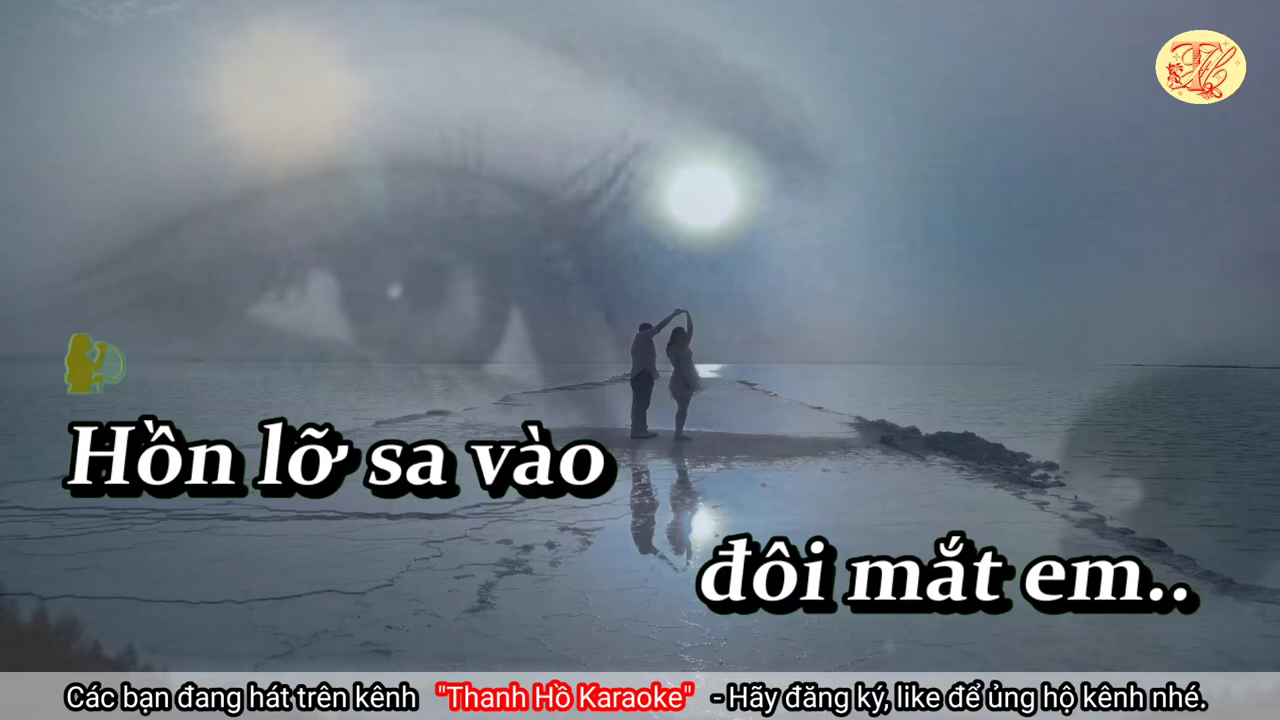 Hồn lỡ sa vào
đôi mắt em..
Các bạn đang hát trên kênh "Thanh Hồ Karaoke" - Hãy đăng ký, like để ủng hộ kênh nhé.